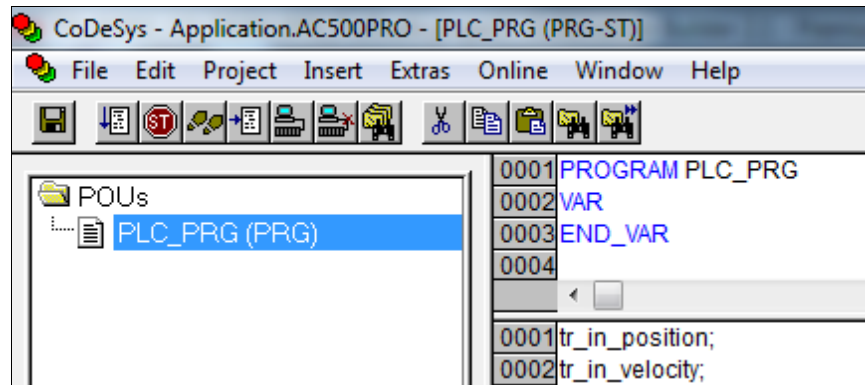 CoDeSys - Application.AC500PRO - [PLC_PRG (PRG-ST)]
File Edit Project Insert Extras Online Window Help
ST
POUs
PLC_PRG (PRG)
0001 PROGRAM PLC_PRG
0002 VAR
0003 END_VAR
0004
0001 tr_in_position;
0002 tr_in_velocity;